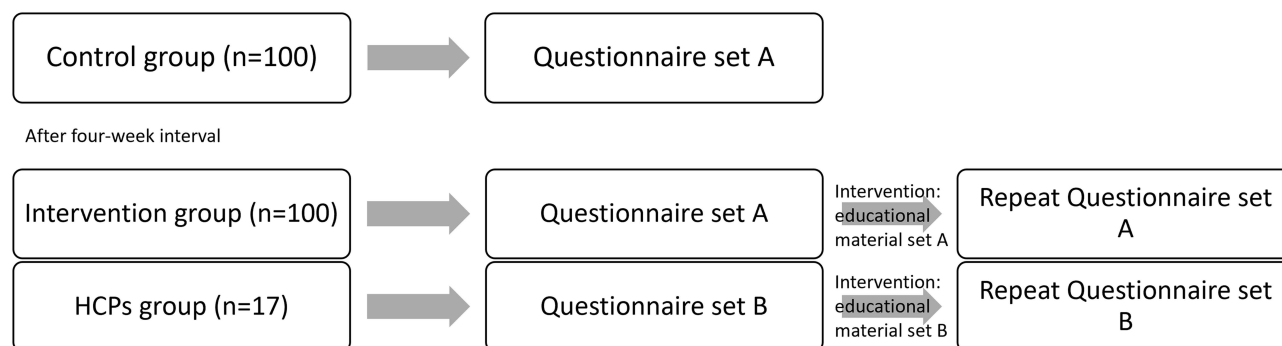 Control group (n=100)
Questionnaire set A
After four-week interval
Intervention group (n=100)
Questionnaire set A
Intervention:
educational
material set A
Repeat Questionnaire set
A
HCPs group (n=17)
Questionnaire set B
Intervention:
educational
material set B
Repeat Questionnaire set
B